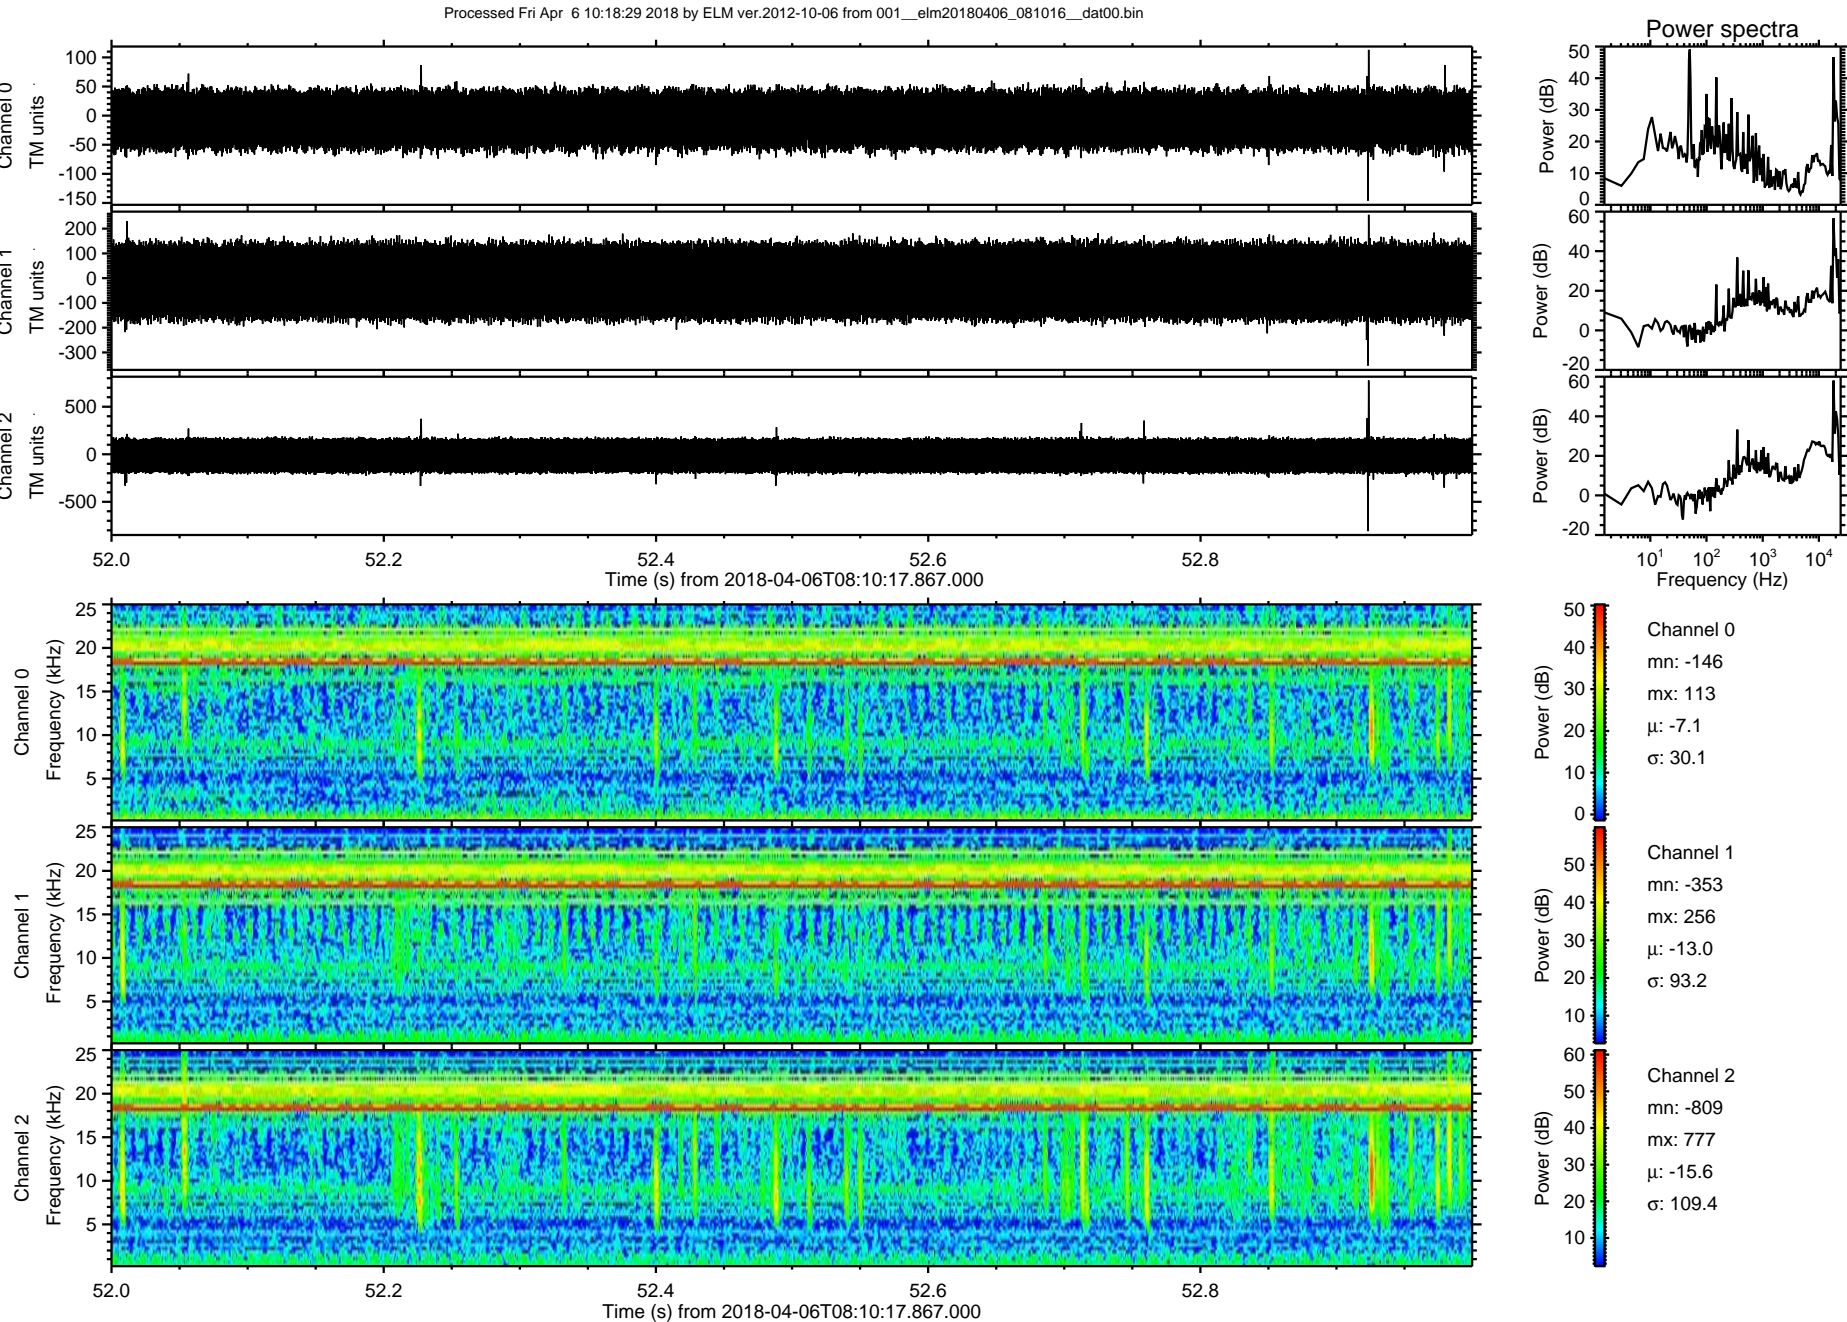 Processed Fri Apr  6 10:18:29 2018 by ELM ver.2012-10-06 from 001__elm20180406_081016__dat00.bin
Power spectra
Channel 0
TM units
100
50
0
-50
-100
-150
Power (dB)
50
40
30
20
10
0
Channel 1
TM units
200
100
0
-100
-200
-300
Power (dB)
60
40
20
0
-20
Channel 2
TM units
500
0
-500
Power (dB)
60
40
20
0
-20
52.0 52.2 52.4 52.6 52.8
Time (s) from 2018-04-06T08:10:17.867.000
10¹ 10² 10³ 10⁴
Frequency (Hz)
Channel 0
Frequency (kHz)
25
20
15
10
5
Power (dB)
50
40
30
20
10
0
Channel 0
mn: -146
mx: 113
µ: -7.1
σ: 30.1
Channel 1
Frequency (kHz)
25
20
15
10
5
Power (dB)
50
40
30
20
10
Channel 1
mn: -353
mx: 256
µ: -13.0
σ: 93.2
Channel 2
Frequency (kHz)
25
20
15
10
5
Power (dB)
60
50
40
30
20
10
Channel 2
mn: -809
mx: 777
µ: -15.6
σ: 109.4
52.0 52.2 52.4 52.6 52.8
Time (s) from 2018-04-06T08:10:17.867.000